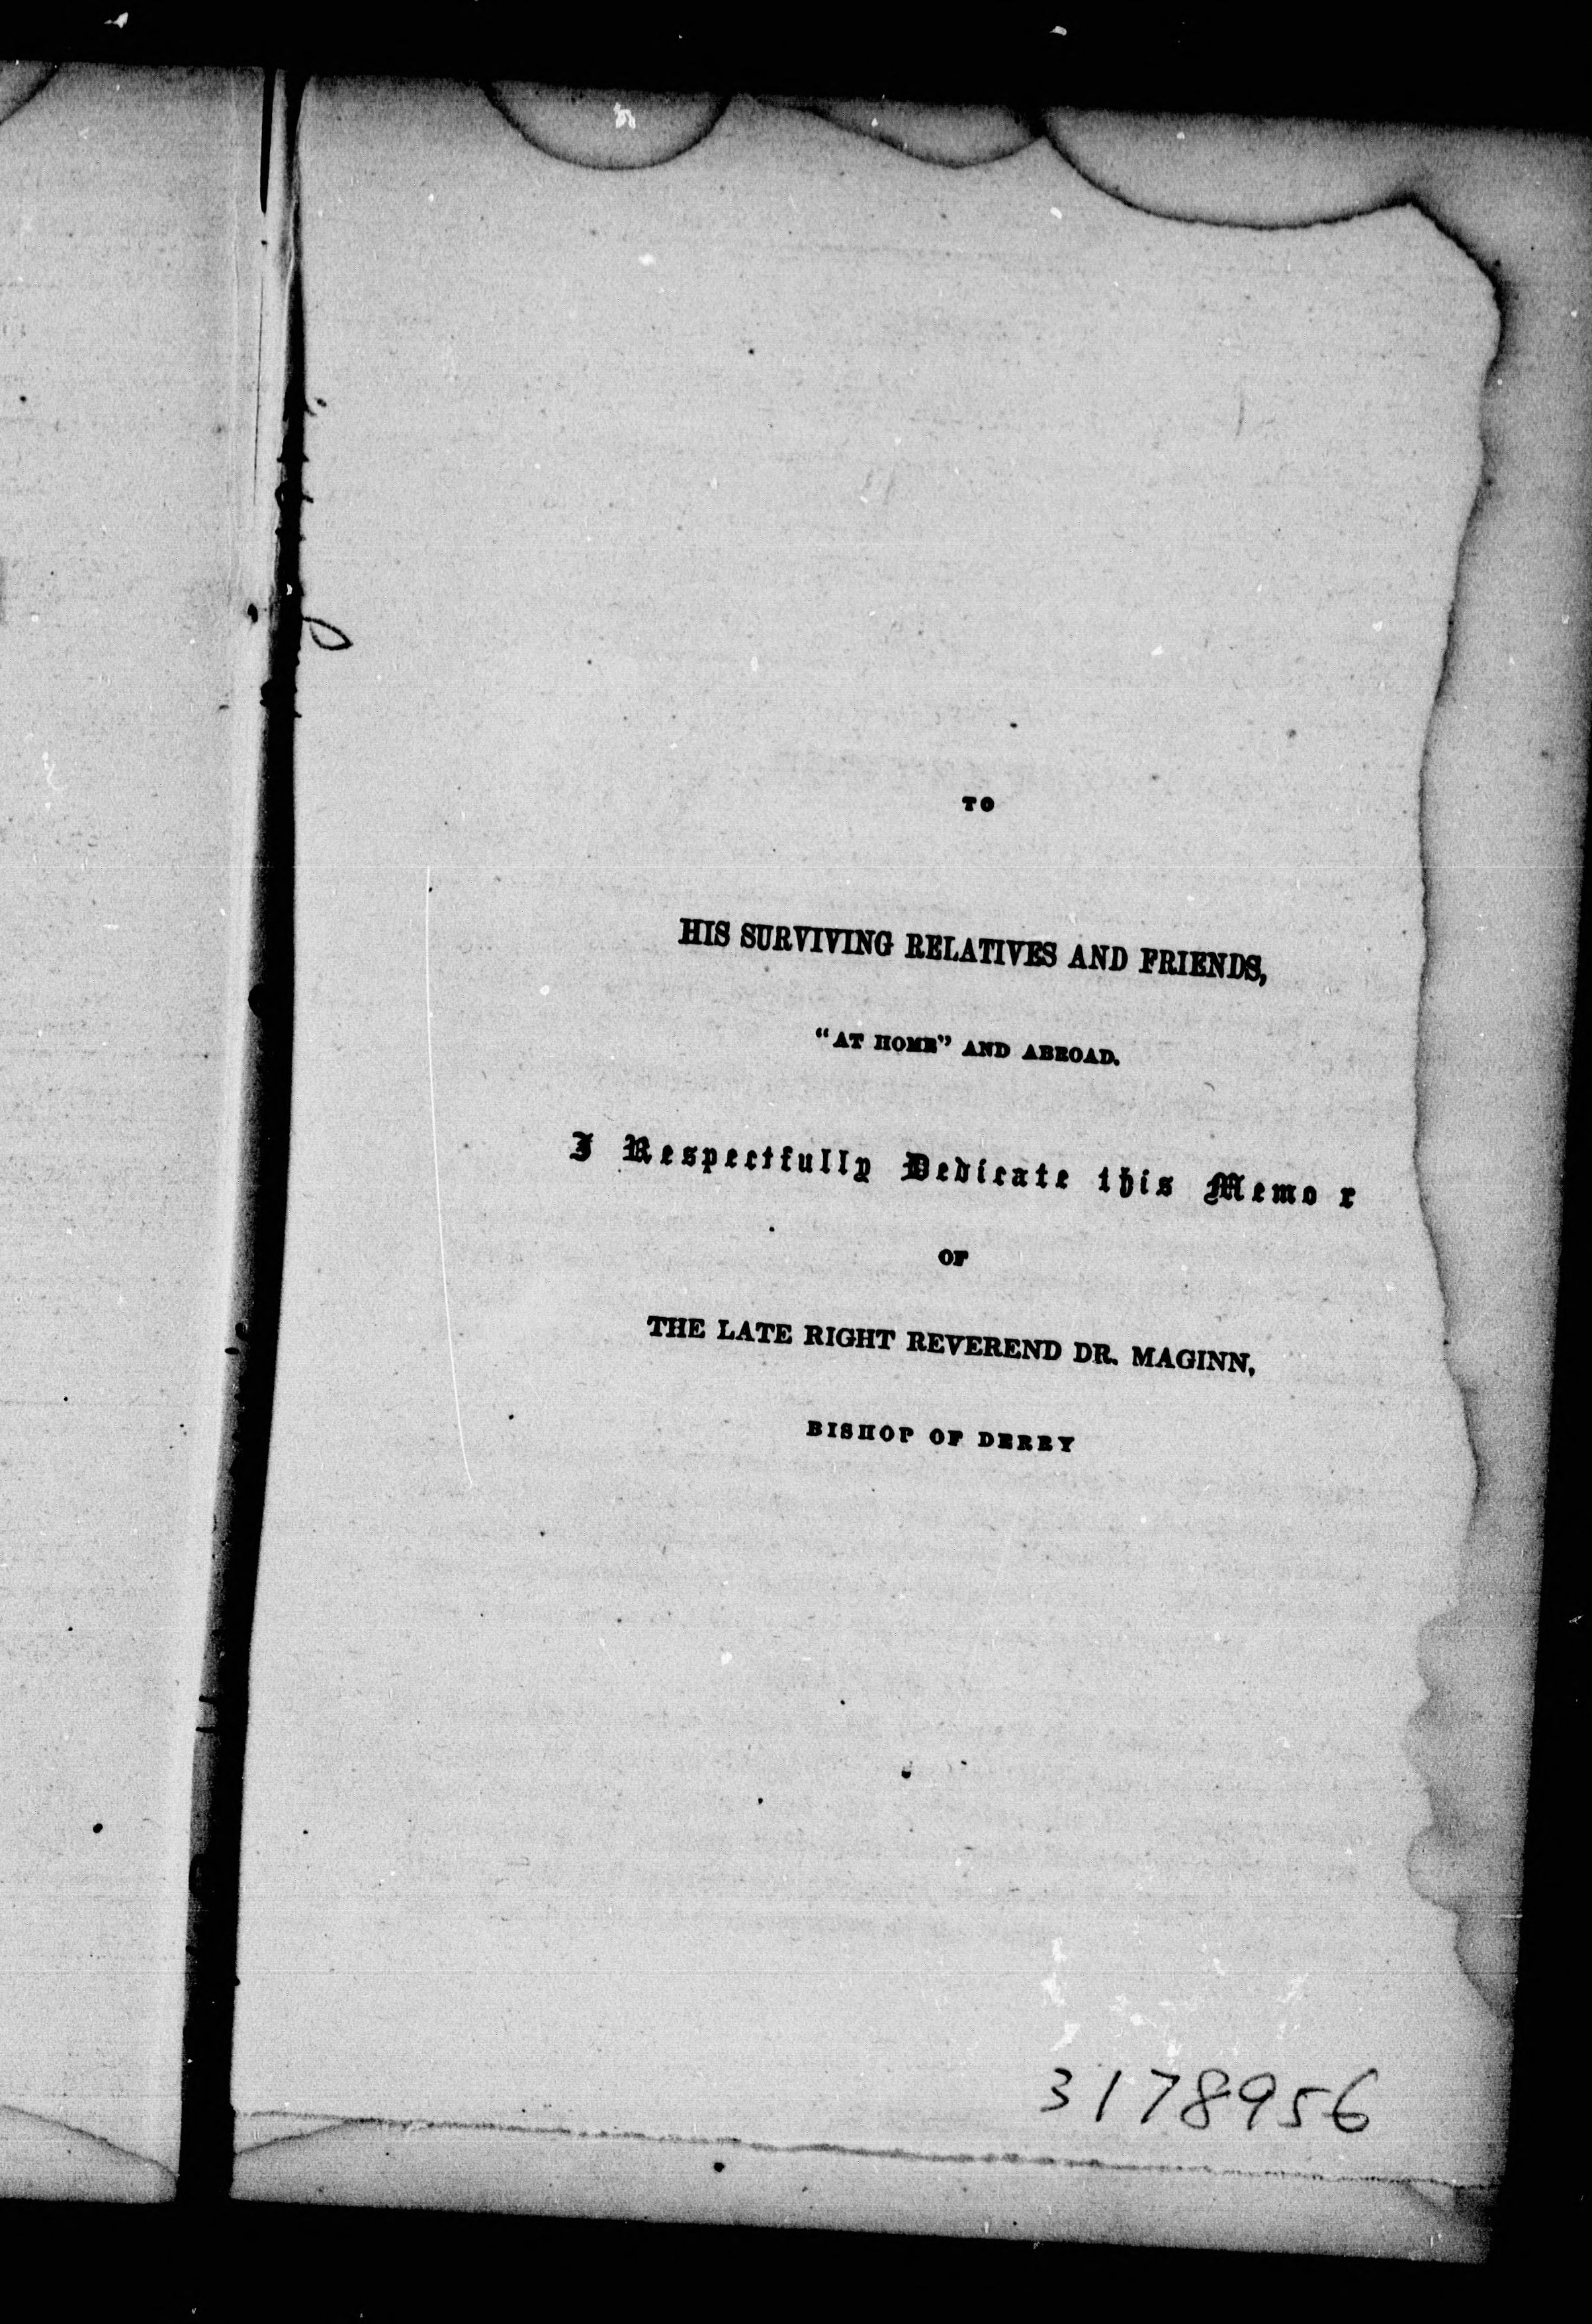 TO
HIS SURVIVING RELATIVES AND FRIENDS,
"AT HOME" AND ABROAD.
I Respectfully Dedicate this Memo r
OF
THE LATE RIGHT REVEREND DR. MAGINN,
BISHOP OF DERRY
3178956